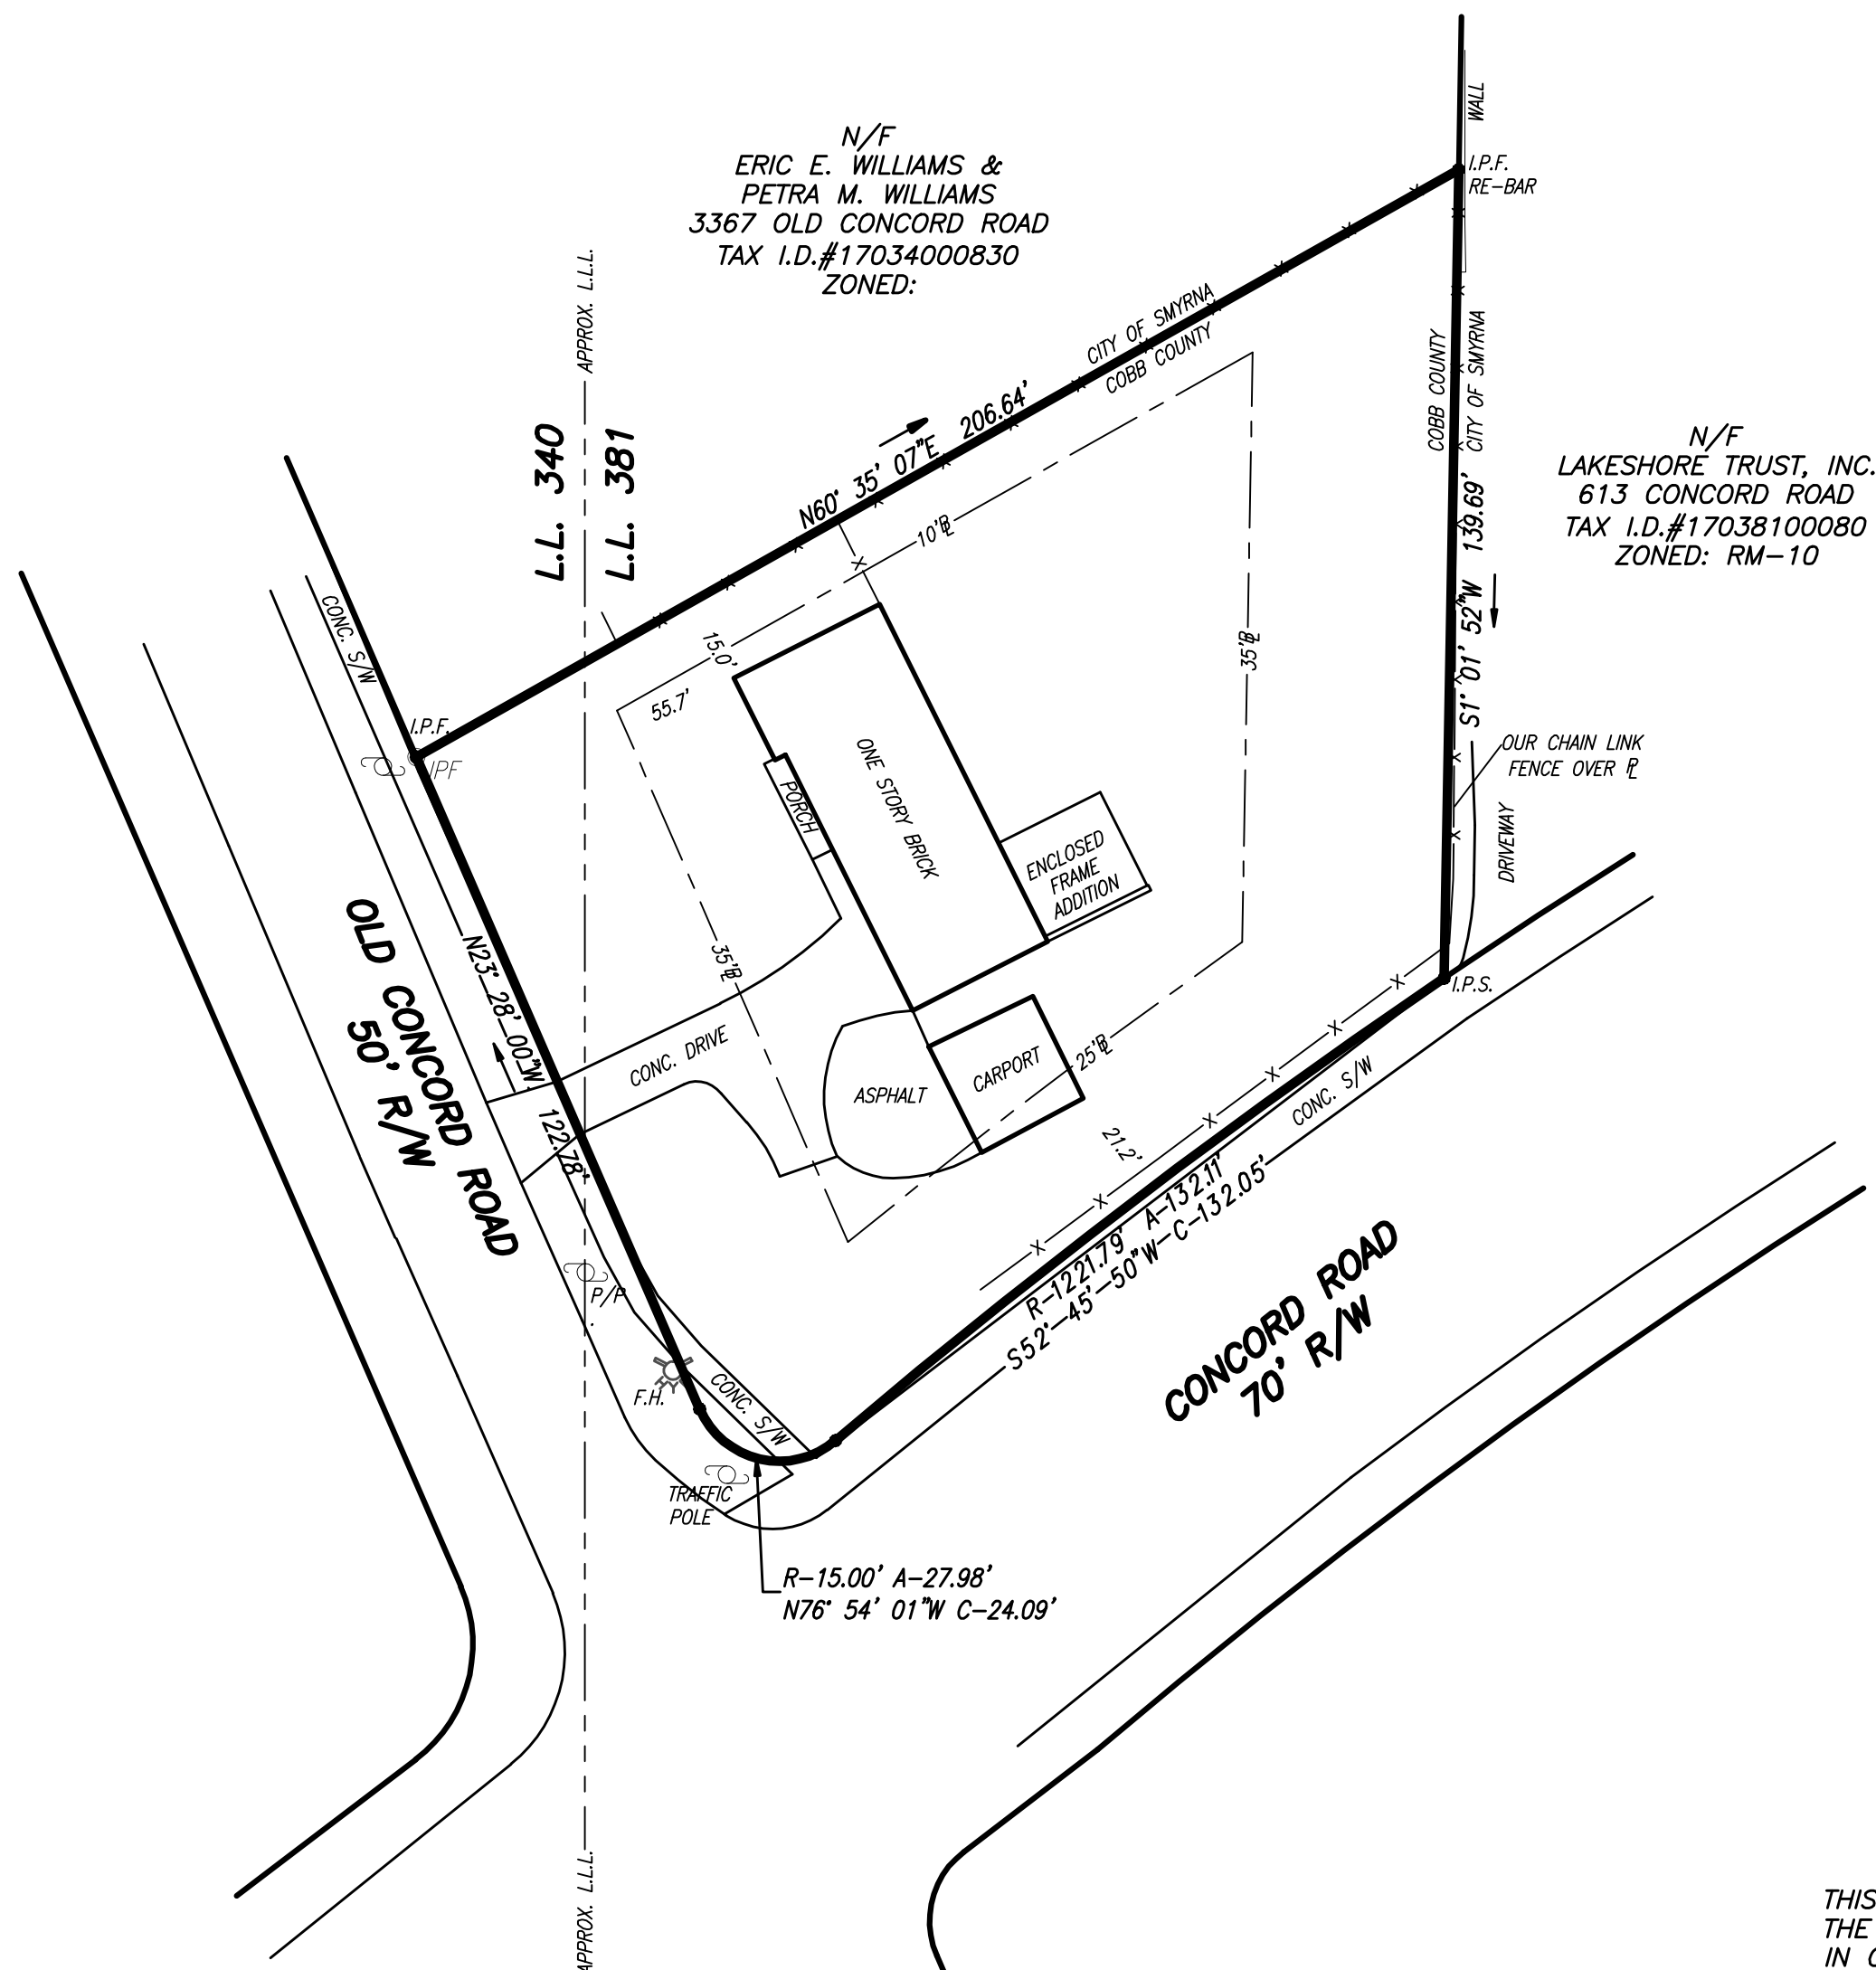 WALL
N/F
ERIC E. WILLIAMS &
PETRA M. WILLIAMS
3367 OLD CONCORD ROAD
TAX I.D.#17034000830
ZONED:
I.P.F.
RE-BAR
APPROX. L.L.L.
CITY OF SMYRNA
COBB COUNTY
COBB COUNTY
CITY OF SMYRNA
N60° 35' 07"E 206.64'
L.L. 340
L.L. 381
N/F
LAKESHORE TRUST, INC.
613 CONCORD ROAD
TAX I.D.#17038100080
ZONED: RM-10
S1° 01' 52"W 139.69'
10'BL
15.0'
55.7'
35'BL
CONC. S/W
I.P.F.
IPF
OUR CHAIN LINK
FENCE OVER PL
DRIVEWAY
ONE STORY BRICK
PORCH
ENCLOSED
FRAME
ADDITION
35'BL
OLD CONCORD ROAD
50' R/W
N23° 28' 00"W
122.78'
I.P.S.
CONC. DRIVE
ASPHALT
CARPORT
25'BL
CONC. S/W
21.2'
R-1221.79' A-132.11'
S52°-45'-50"W-C-132.05'
CONCORD ROAD
70' R/W
P/P
F.H.
CONC. S/W
TRAFFIC
POLE
R-15.00' A-27.98'
N76° 54' 01"W C-24.09'
APPROX. L.L.L.
THIS
THE
IN